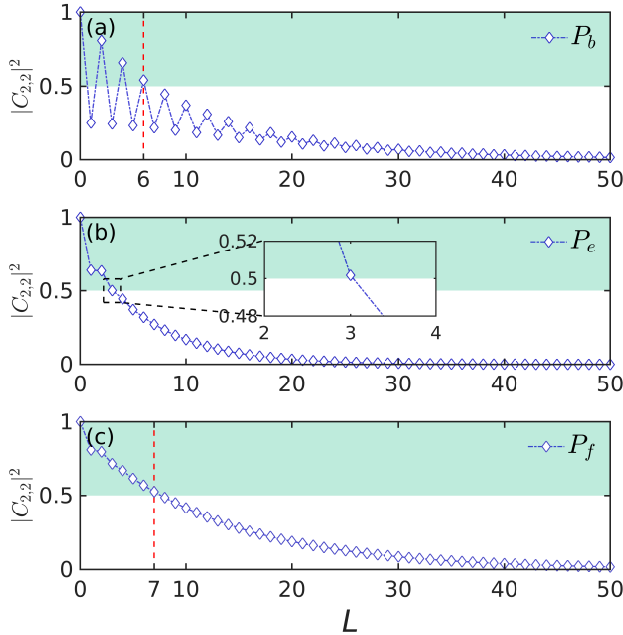 (a)
P_b
|C_{2,2}|^2
1
0.5
0
0 6 10 20 30 40 50
(b)
P_e
|C_{2,2}|^2
1
0.5
0
0.52
0.5
0.48
2 3 4
0 10 20 30 40 50
(c)
P_f
|C_{2,2}|^2
1
0.5
0
0 7 10 20 30 40 50
L